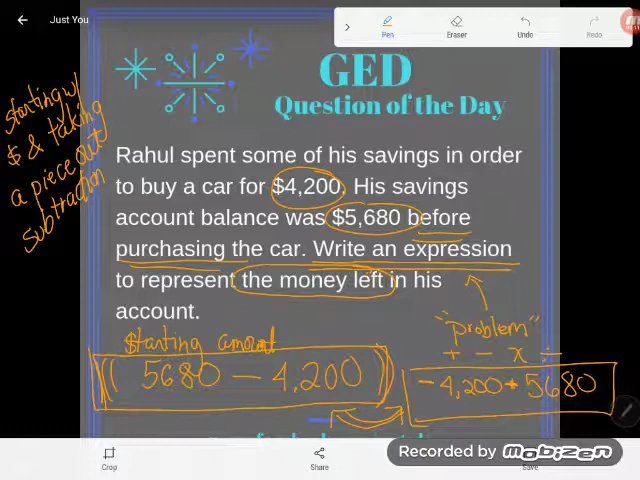 Just You
Pen
Eraser
Undo
Redo
GED
Question of the Day
starting w/
$ & taking
a piece out
subtraction
Rahul spent some of his savings in order
to buy a car for $4,200. His savings
account balance was $5,680 before
purchasing the car. Write an expression
to represent the money left in his
account.
"problem"
+ - x ÷
starting amount
((5680 - 4,200))
-4,200 + 5680
Recorded by mobizen
Crop
Share
Save